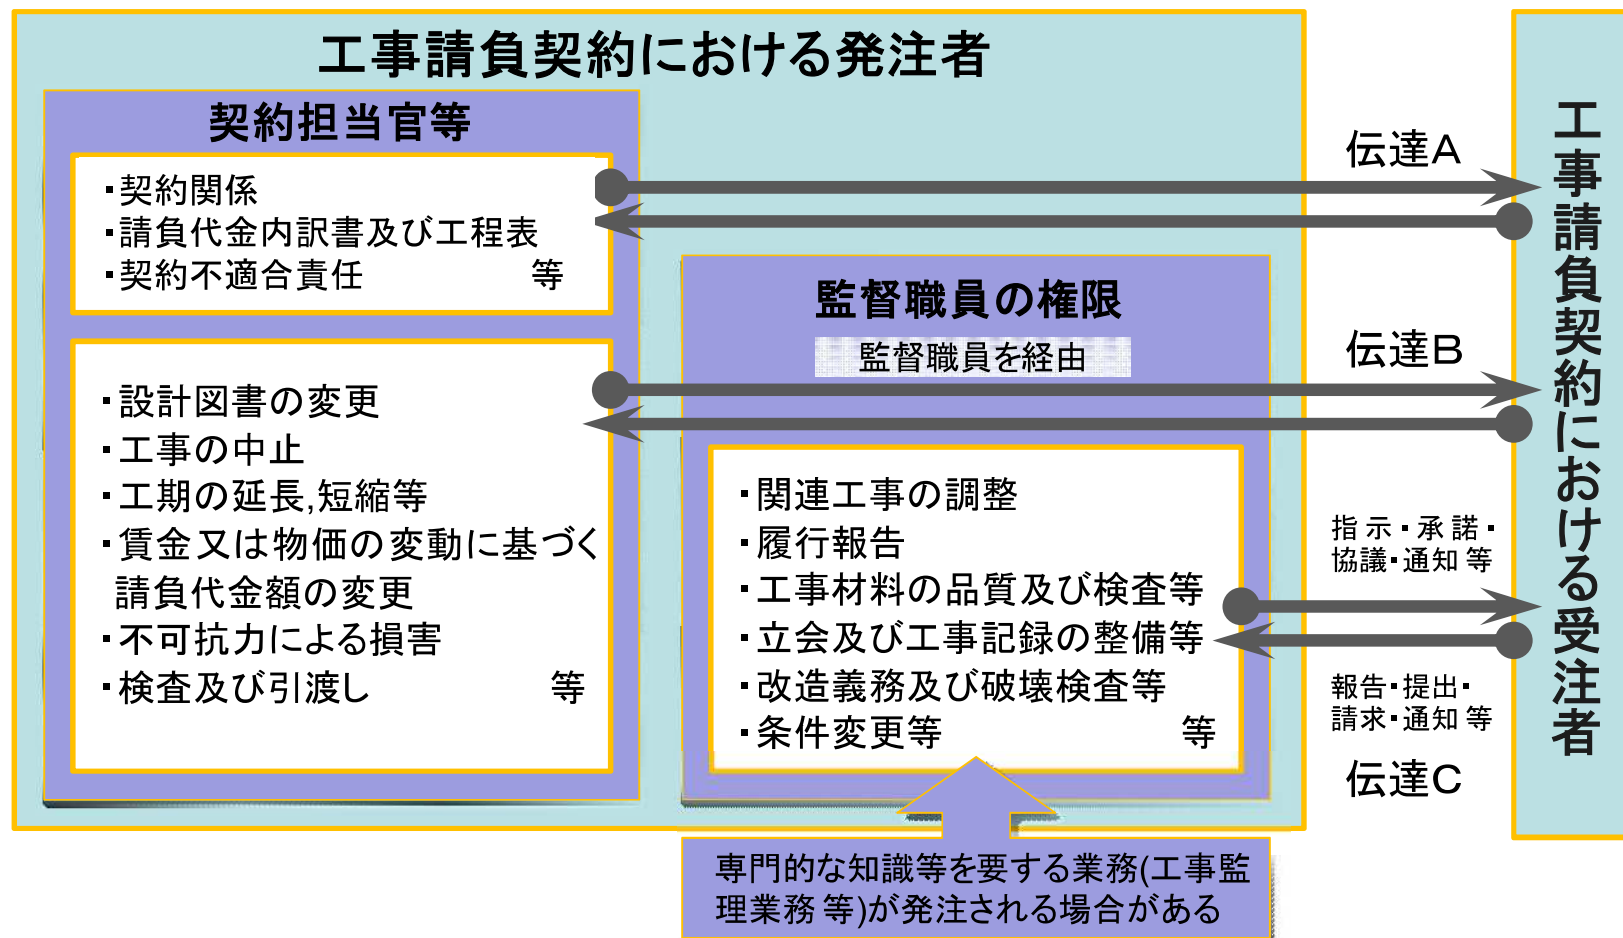 工事請負契約における発注者
契約担当官等
・契約関係
・請負代金内訳書及び工程表
・契約不適合責任 等
・設計図書の変更
・工事の中止
・工期の延長,短縮等
・賃金又は物価の変動に基づく
請負代金額の変更
・不可抗力による損害
・検査及び引渡し 等
監督職員の権限
監督職員を経由
・関連工事の調整
・履行報告
・工事材料の品質及び検査等
・立会及び工事記録の整備等
・改造義務及び破壊検査等
・条件変更等 等
専門的な知識等を要する業務(工事監
理業務等)が発注される場合がある
伝達A
伝達B
指示・承諾・
協議・通知等
報告・提出・
請求・通知等
伝達C
工事請負契約における受注者